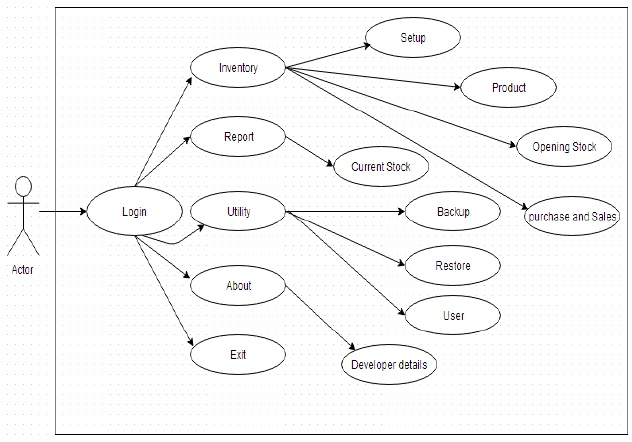 Setup
Inventory
Product
Report
Opening Stock
Current Stock
Login
Utility
Backup
purchase and Sales
Actor
Restore
About
User
Exit
Developer details